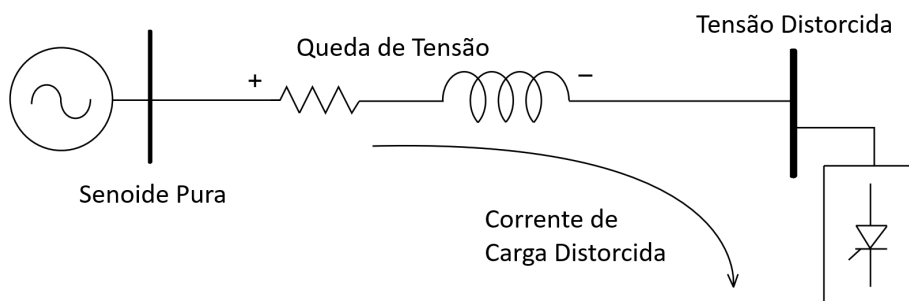 Tensão Distorcida
Queda de Tensão
+
−
Senoide Pura
Corrente de
Carga Distorcida